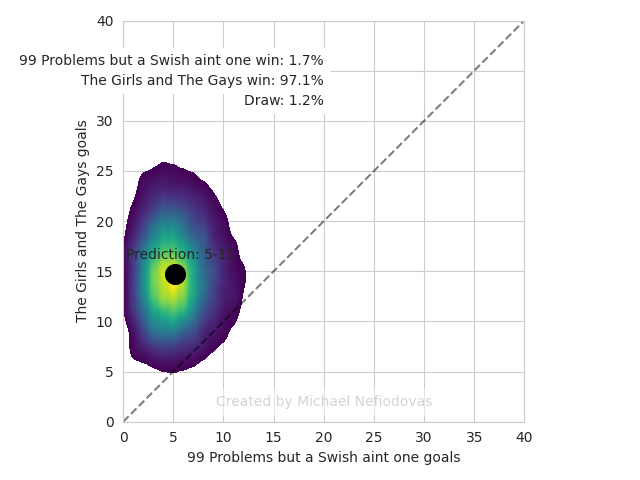 99 Problems but a Swish aint one win: 1.7%
The Girls and The Gays win: 97.1%
Draw: 1.2%
Prediction: 5-15
The Girls and The Gays goals
40
30
25
20
15
10
5
0
0 5 10 15 20 25 30 35 40
99 Problems but a Swish aint one goals
Created by Michael Nefiodovas